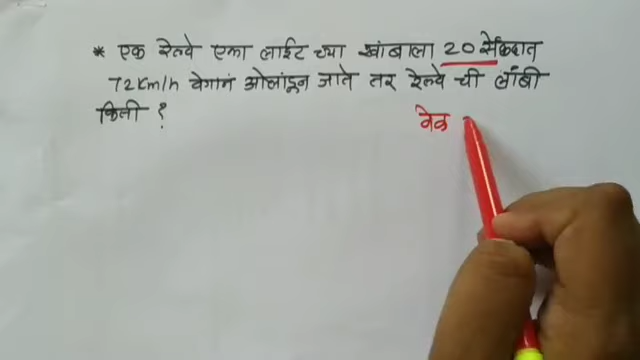 * एक रेल्वे एका लाईट च्या खांबाला 20 सेकंदात
72Km/h वेगानं ओलांडून जाते तर रेल्वे ची लांबी
किती ?
वेळ